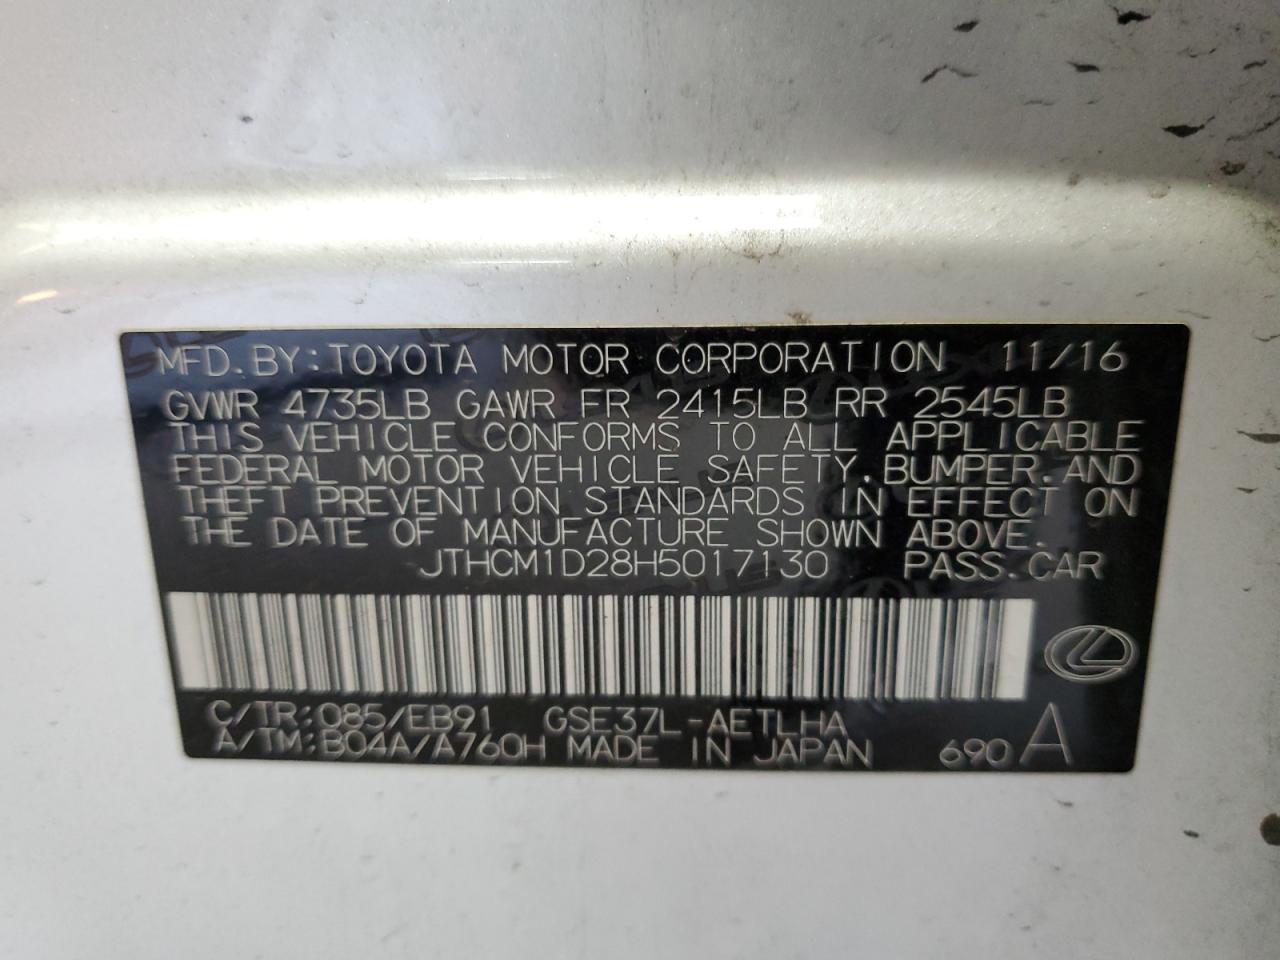 MFD.BY:TOYOTA MOTOR CORPORATION 11/16
GVWR 4735LB GAWR FR 2415LB RR 2545LB
THIS VEHICLE CONFORMS TO ALL APPLICABLE
FEDERAL MOTOR VEHICLE SAFETY,BUMPER,AND
THEFT PREVENTION STANDARDS IN EFFECT ON
THE DATE OF MANUFACTURE SHOWN ABOVE.
JTHCM1D28H5017130 PASS.CAR
C/TR:085/EB91 GSE37L-AETLHA
A/TM:B04A/A760H MADE IN JAPAN 690 A